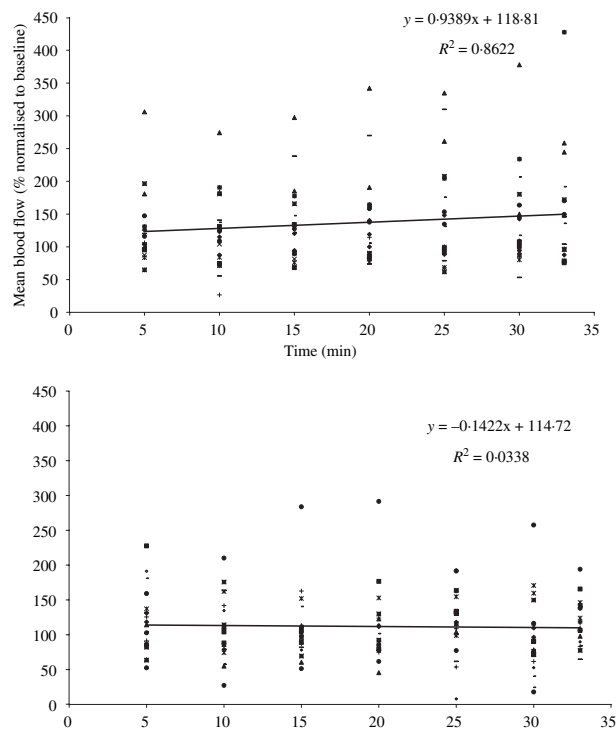 450
400
350
300
250
200
150
100
50
0
Mean blood flow (% normalised to baseline)
y = 0·9389x + 118·81
R² = 0·8622
0 5 10 15 20 25 30 35
Time (min)
450
400
350
300
250
200
150
100
50
0
y = –0·1422x + 114·72
R² = 0·0338
0 5 10 15 20 25 30 35